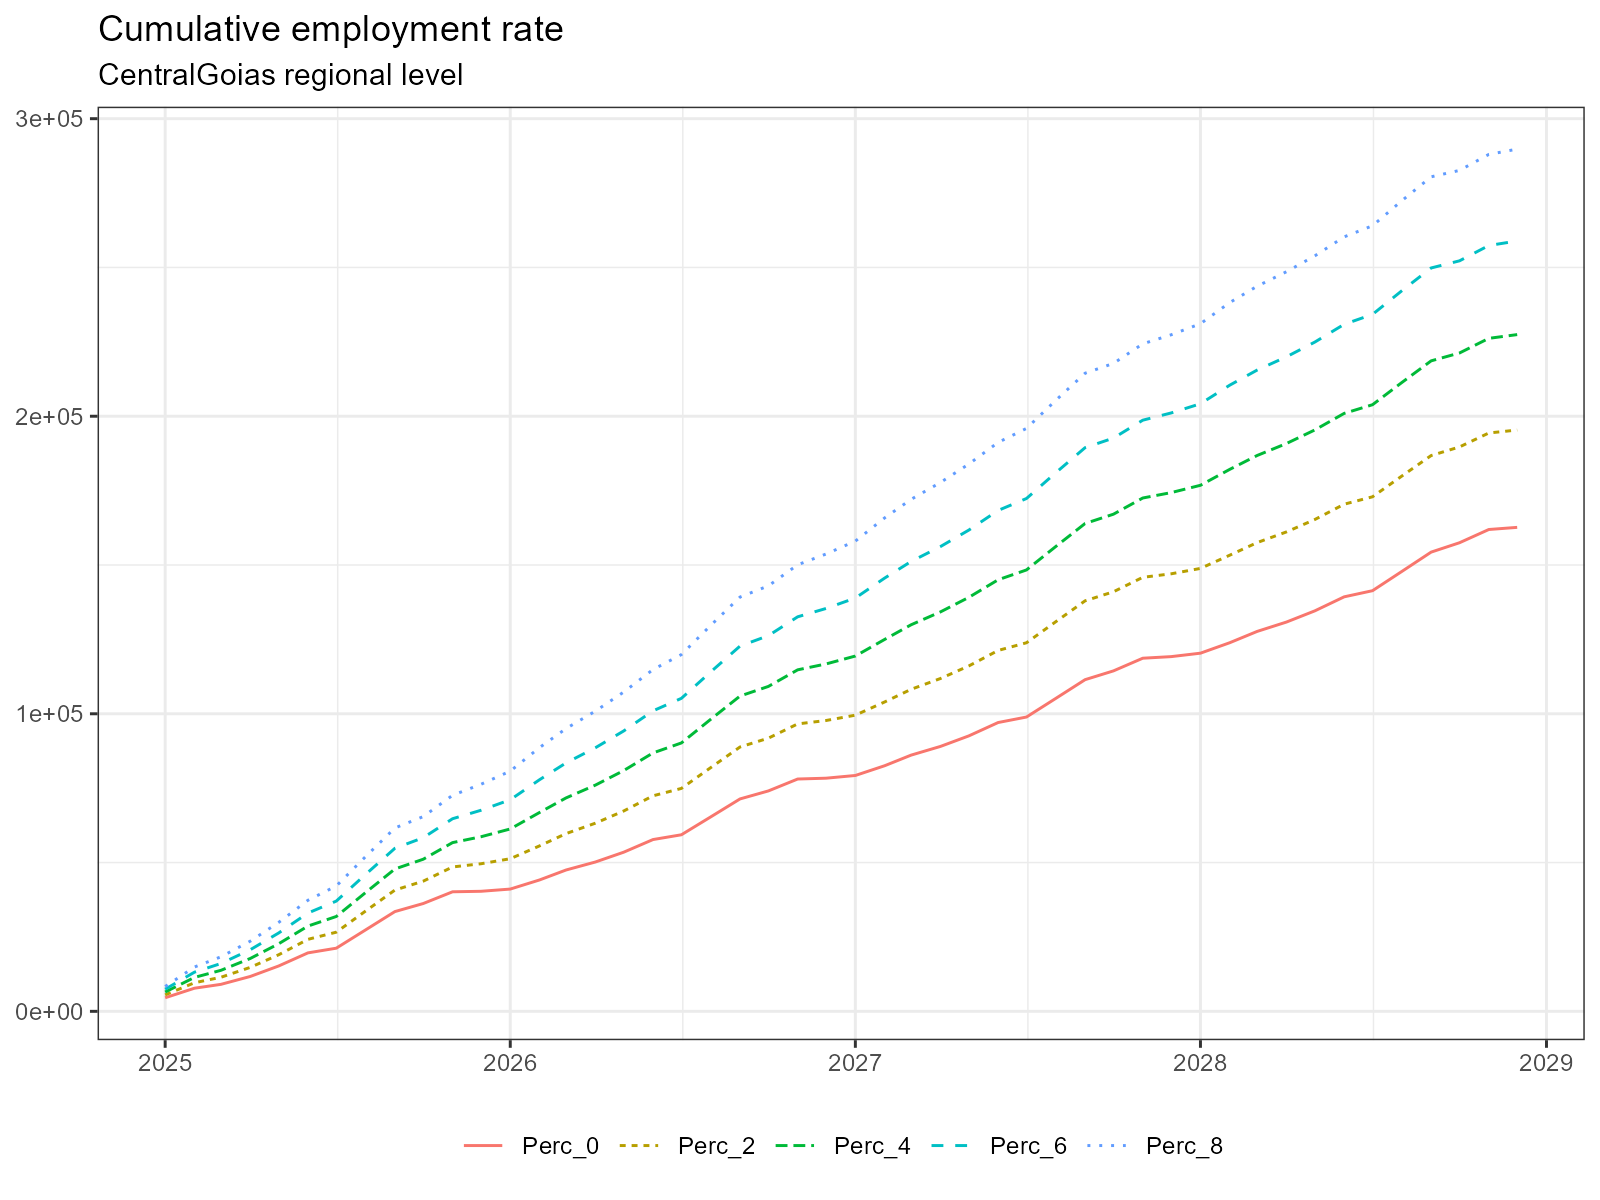 Cumulative employment rate
CentralGoias regional level
3e+05
2e+05
1e+05
0e+00
2025 2026 2027 2028 2029
Perc_0 Perc_2 Perc_4 Perc_6 Perc_8